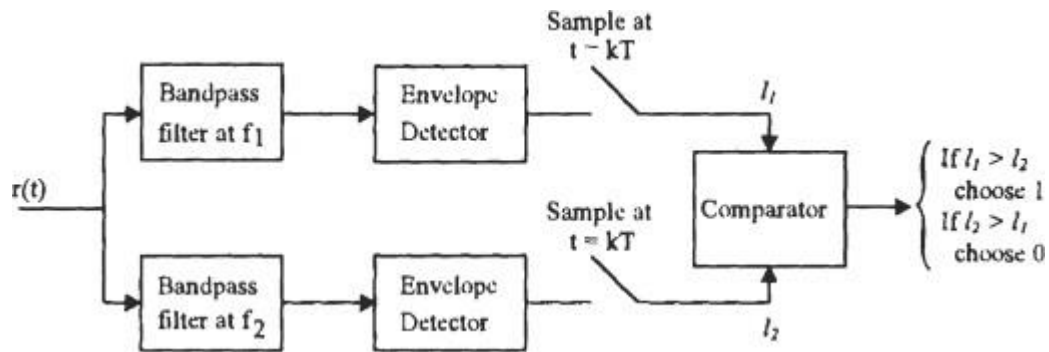 Sample at
t = kT
l1
Bandpass
filter at f1
Envelope
Detector
r(t)
Comparator
If l1 > l2
choose 1
If l2 > l1
choose 0
Sample at
t = kT
Bandpass
filter at f2
Envelope
Detector
l2